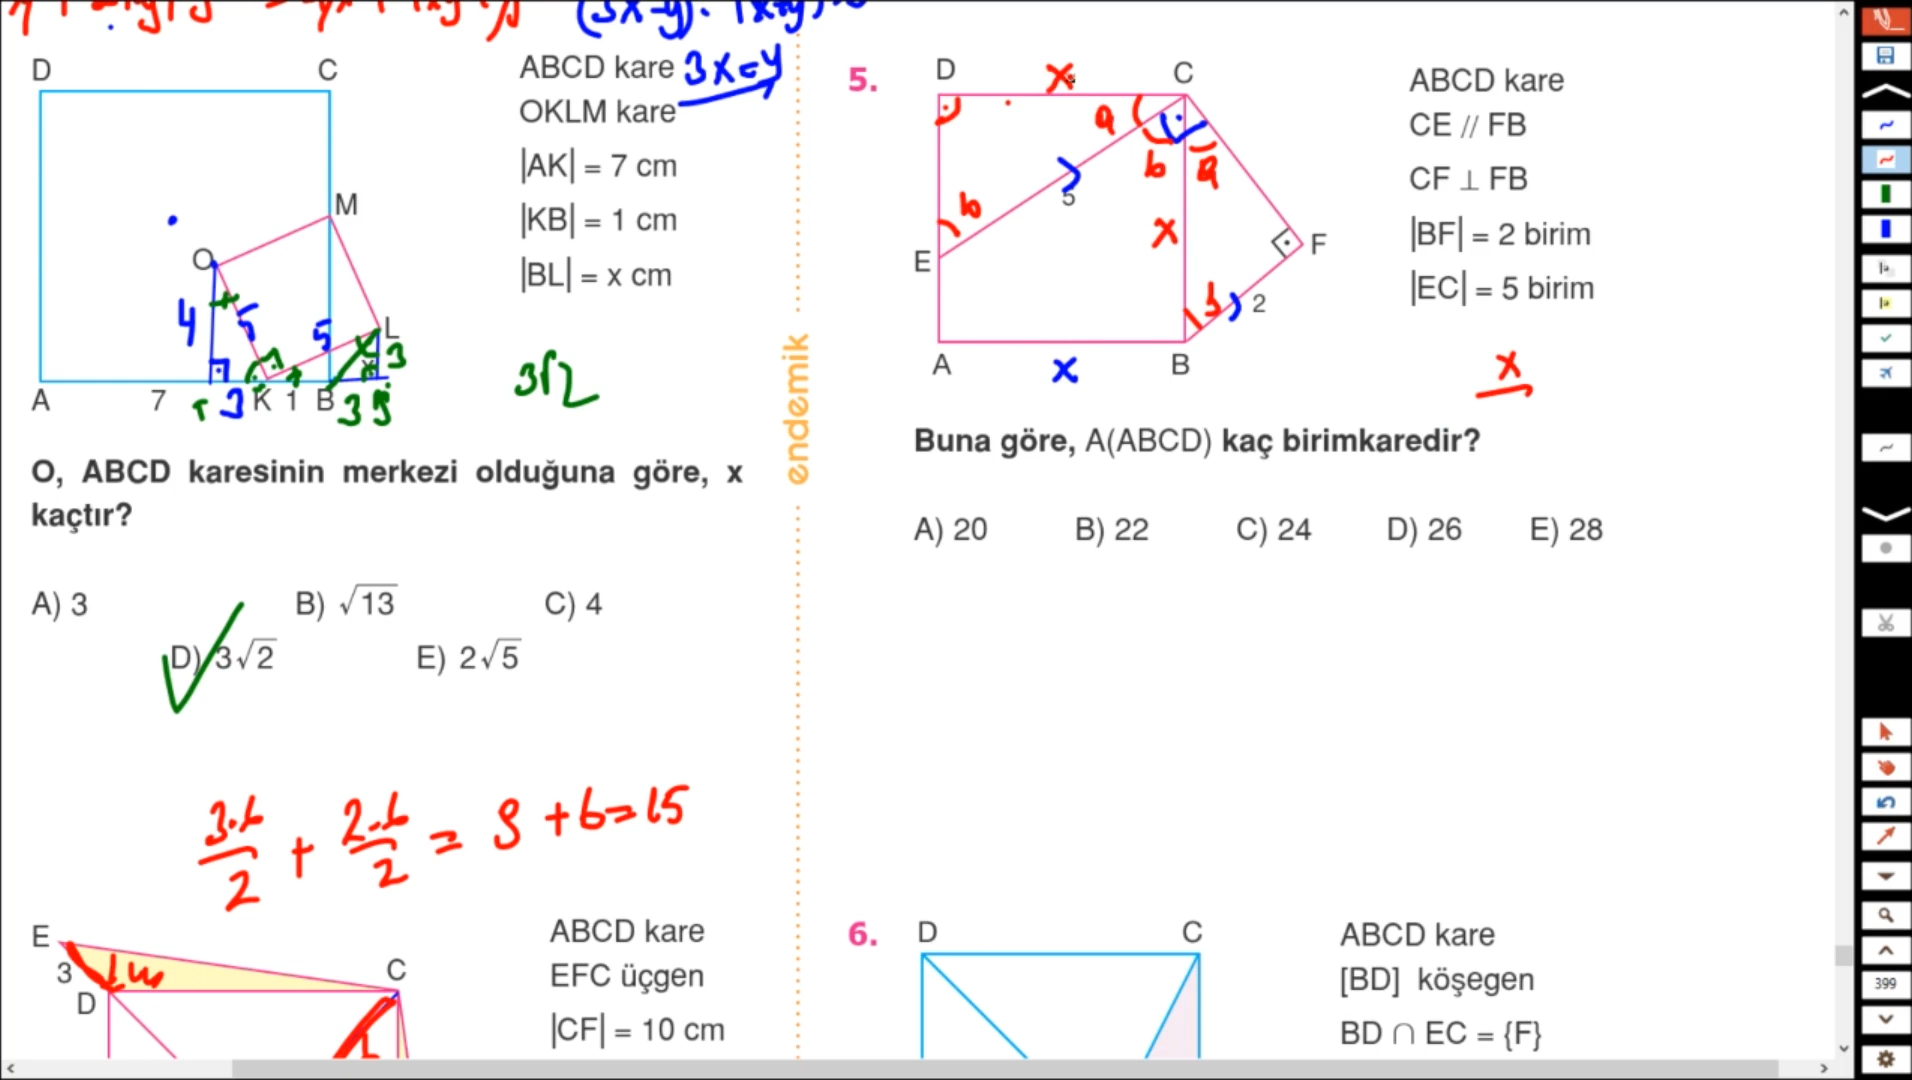 (3x-y).
3x=y
D C
M
O
L
A 7 K 1 B
4 5 5 3 3 3
ABCD kare
OKLM kare
|AK| = 7 cm
|KB| = 1 cm
|BL| = x cm
3√2
O, ABCD karesinin merkezi olduğuna göre, x
kaçtır?
A) 3 B) √13 C) 4
D) 3√2 E) 2√5
3.6/2 + 2.6/2 = 9+6=15
E
3
D C
ABCD kare
EFC üçgen
|CF| = 10 cm
endemik
5.
D x C
a
b a
b 5 x
E F
b 2
A x B
ABCD kare
CE // FB
CF ⊥ FB
|BF| = 2 birim
|EC| = 5 birim
x
Buna göre, A(ABCD) kaç birimkaredir?
A) 20 B) 22 C) 24 D) 26 E) 28
6.
D C
ABCD kare
[BD] köşegen
BD ∩ EC = {F}
399